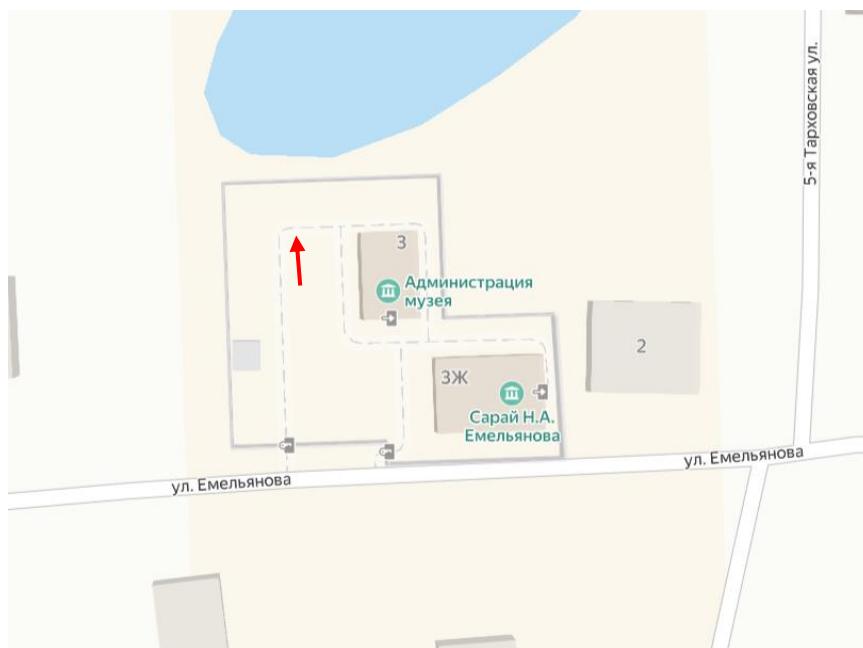 5-я Тарховская ул.
3
Администрация
музея
2
3Ж
Сарай Н.А.
Емельянова
ул. Емельянова
ул. Емельянова